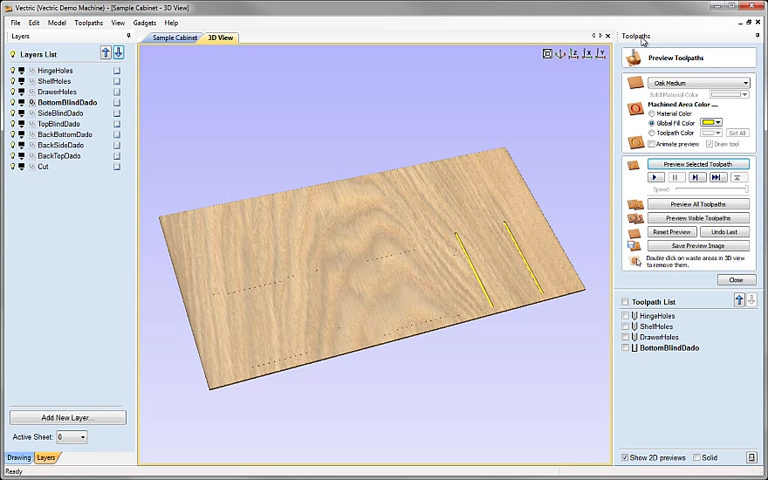 Vectric (Vectric Demo Machine) - [Sample Cabinet - 3D View]
File Edit Model Toolpaths View Gadgets Help
Layers
Layers List
HingeHoles
ShelfHoles
DrawerHoles
BottomBlindDado
SideBlindDado
TopBlindDado
BackBottomDado
BackSideDado
BackTopDado
Cut
Add New Layer...
Active Sheet: 0
Drawing Layers
Ready
Sample Cabinet 3D View
Toolpaths
Preview Toolpaths
Oak Medium
Solid Material Color
Machined Area Color ...
Material Color
Global Fill Color
Toolpath Color Set All
Animate preview Draw tool
Preview Selected Toolpath
Speed
Preview All Toolpaths
Preview Visible Toolpaths
Reset Preview Undo Last
Save Preview Image
Double click on waste areas in 3D view
to remove them.
Close
Toolpath List
HingeHoles
ShelfHoles
DrawerHoles
BottomBlindDado
Show 2D previews Solid